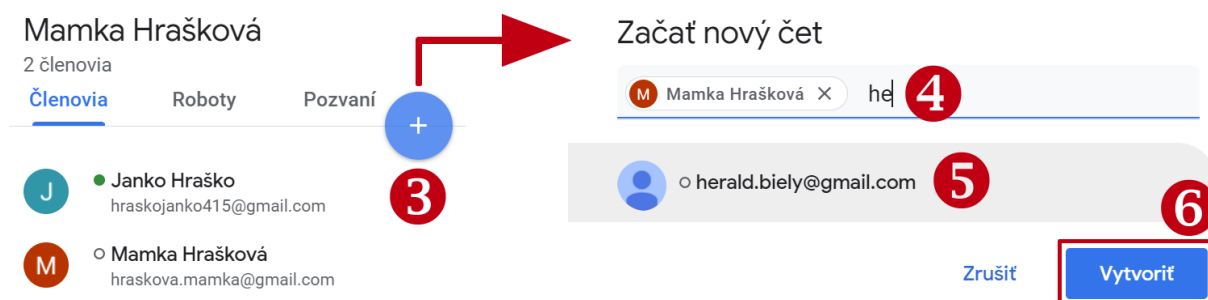 Mamka Hrašková
2 členovia
Členovia Roboty Pozvaní
+
3
J
Janko Hraško
hraskojanko415@gmail.com
M
Mamka Hrašková
hraskova.mamka@gmail.com
Začať nový čet
M Mamka Hrašková × he 4
herald.biely@gmail.com 5
6
Zrušiť Vytvoriť